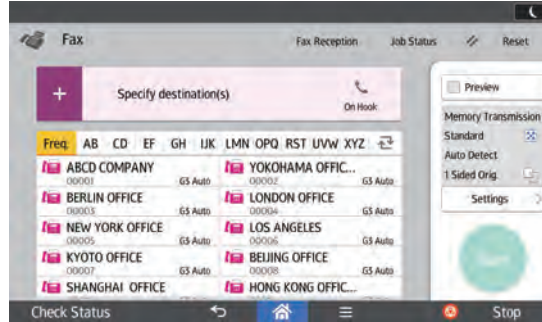 Fax
Fax Reception
Job Status
Reset
+
Specify destination(s)
On Hook
Preview
Memory Transmission
Standard
Auto Detect
1 Sided Orig.
Settings
Freq. AB CD EF GH IJK LMN OPQ RST UVW XYZ
ABCD COMPANY
00001 G3 Auto
YOKOHAMA OFFIC...
00002 G3 Auto
BERLIN OFFICE
00003 G3 Auto
LONDON OFFICE
00004 G3 Auto
NEW YORK OFFICE
00005 G3 Auto
LOS ANGELES
00006 G3 Auto
KYOTO OFFICE
00007 G3 Auto
BEIJING OFFICE
00008 G3 Auto
SHANGHAI OFFICE
HONG KONG OFFIC...
Check Status
Stop